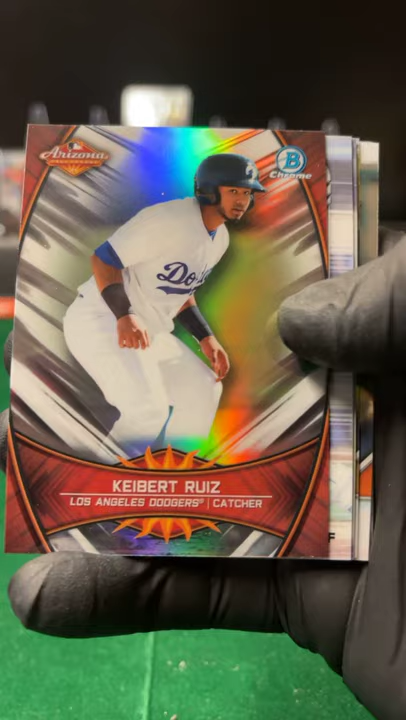 Arizona
B
Chrome
Dodgers
KEIBERT RUIZ
LOS ANGELES DODGERS® | CATCHER
F